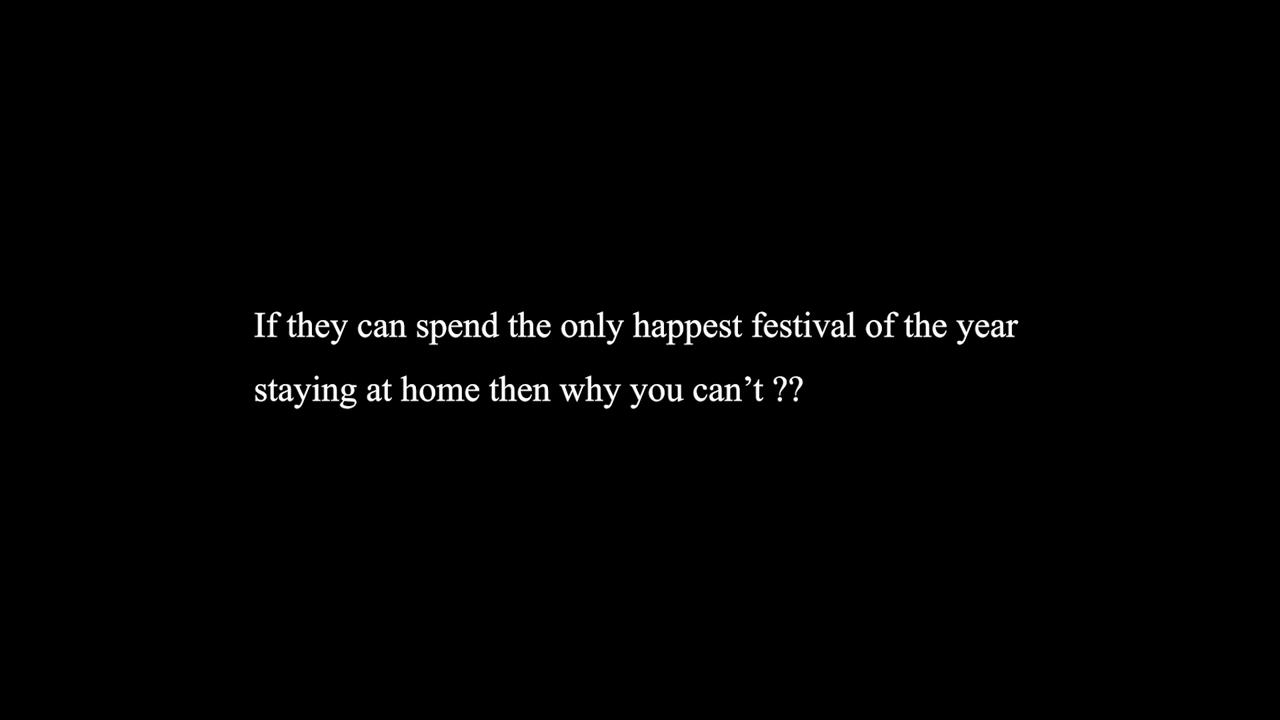 If they can spend the only happest festival of the year
staying at home then why you can’t ??